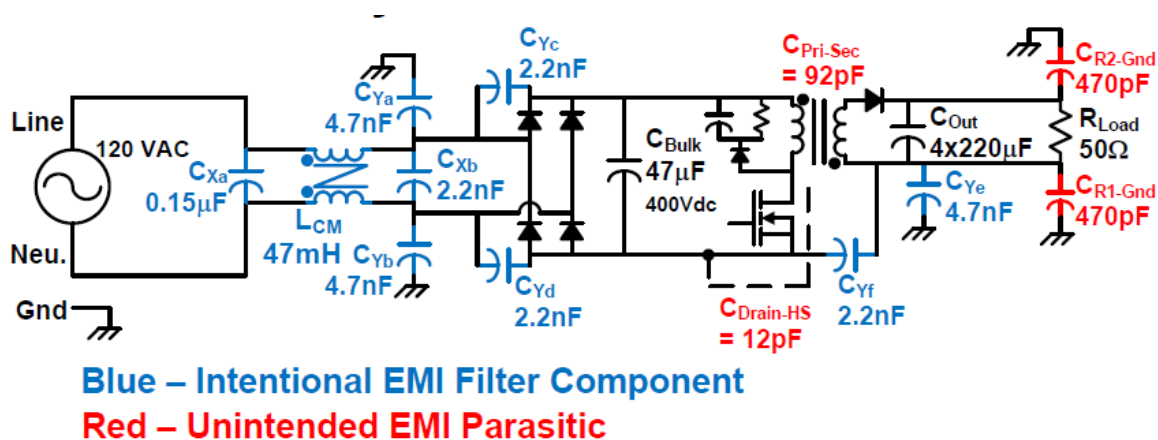 Line
120 VAC
Neu.
Gnd
CXa
0.15μF
LCM
47mH
CYa
4.7nF
CXb
2.2nF
CYb
4.7nF
CYc
2.2nF
CYd
2.2nF
CBulk
47μF
400Vdc
CPri-Sec
= 92pF
CDrain-HS
= 12pF
CYf
2.2nF
COut
4x220μF
CYe
4.7nF
CR2-Gnd
470pF
RLoad
50Ω
CR1-Gnd
470pF
Blue – Intentional EMI Filter Component
Red – Unintended EMI Parasitic